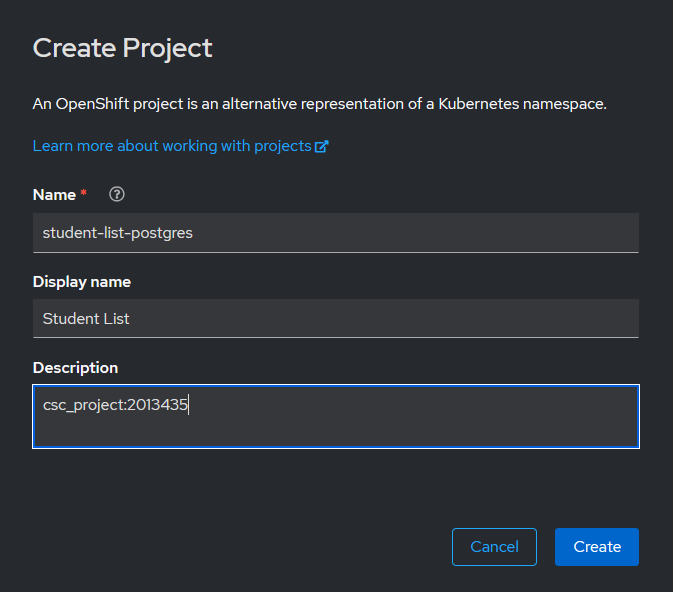 Create Project
An OpenShift project is an alternative representation of a Kubernetes namespace.
Learn more about working with projects
Name *
student-list-postgres
Display name
Student List
Description
csc_project:2013435
Cancel Create